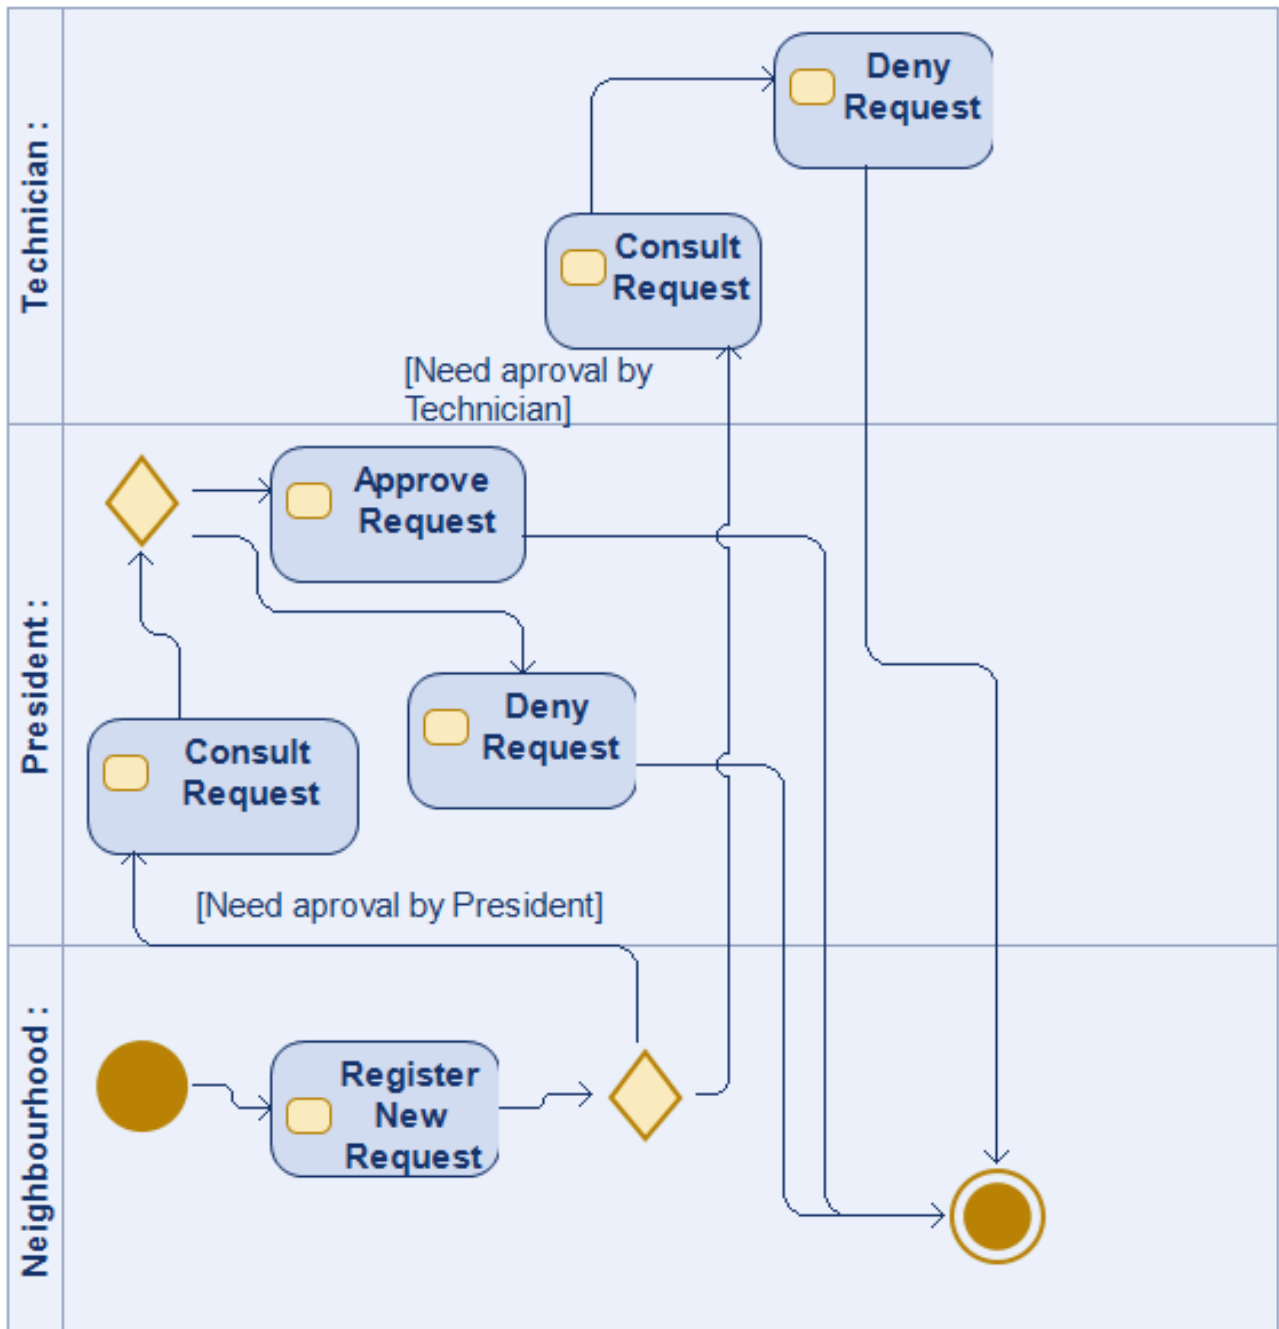 Technician :
Deny
Request
Consult
Request
[Need aproval by
Technician]
President :
Approve
Request
Deny
Request
Consult
Request
[Need aproval by President]
Neighbourhood :
Register
New
Request